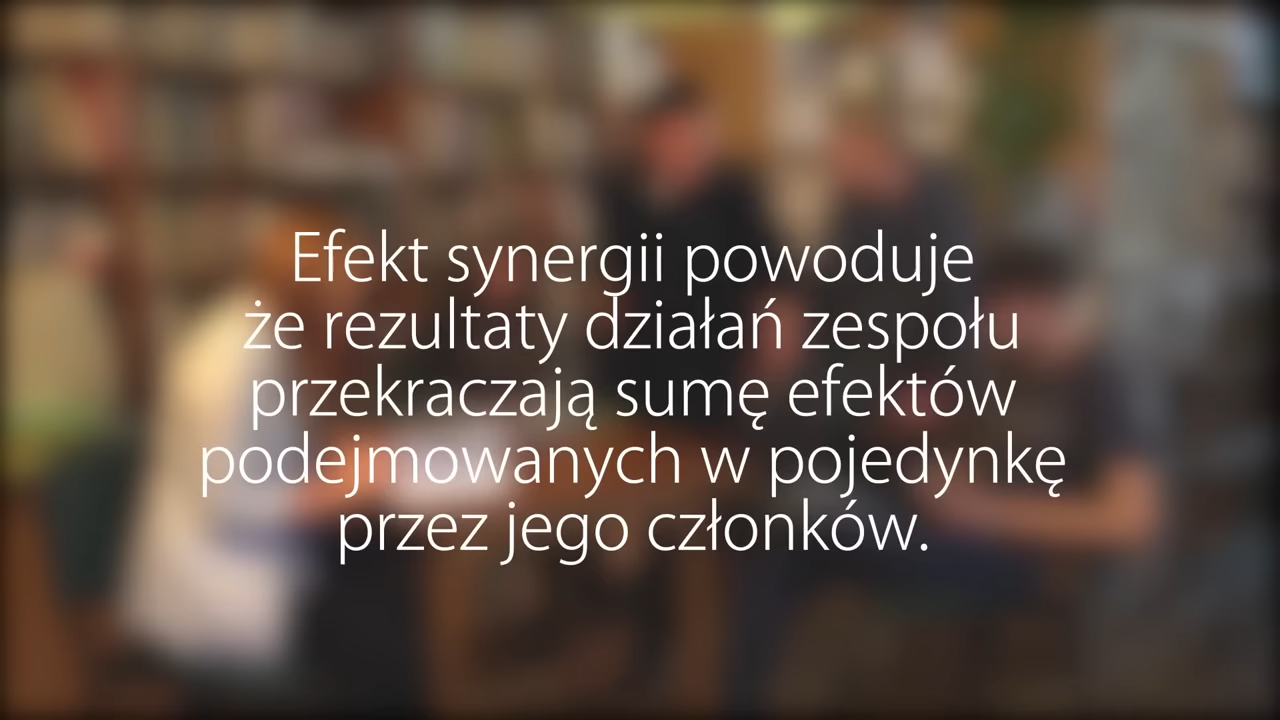 Efekt synergii powoduje
że rezultaty działań zespołu
przekraczają sumę efektów
podejmowanych w pojedynkę
przez jego członków.